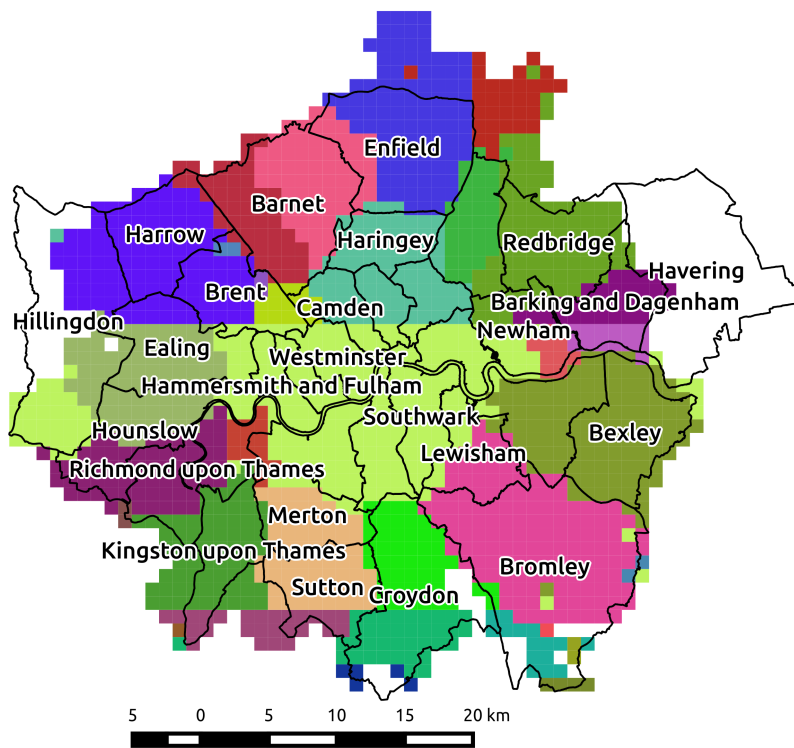 Enfield
Barnet
Harrow
Haringey
Redbridge
Havering
Brent
Camden
Barking and Dagenham
Hillingdon
Newham
Ealing
Westminster
Hammersmith and Fulham
Southwark
Hounslow
Bexley
Lewisham
Richmond upon Thames
Merton
Kingston upon Thames
Bromley
Sutton
Croydon
5 0 5 10 15 20 km